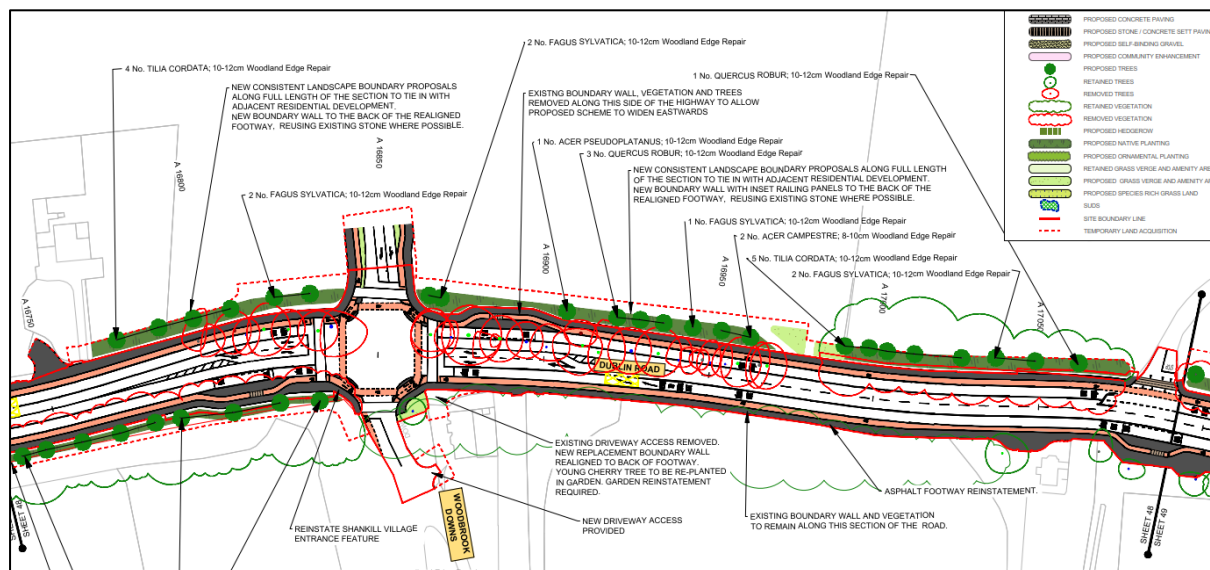 PROPOSED CONCRETE PAVING
PROPOSED STONE / CONCRETE SETT PAVIN
PROPOSED SELF-BINDING GRAVEL
PROPOSED COMMUNITY ENHANCEMENT
PROPOSED TREES
RETAINED TREES
REMOVED TREES
RETAINED VEGETATION
REMOVED VEGETATION
PROPOSED HEDGEROW
PROPOSED NATIVE PLANTING
PROPOSED ORNAMENTAL PLANTING
RETAINED GRASS VERGE AND AMENITY ARE
PROPOSED GRASS VERGE AND AMENITY AR
PROPOSED SPECIES RICH GRASS LAND
SUDS
SITE BOUNDARY LINE
TEMPORARY LAND ACQUISITION
2 No. FAGUS SYLVATICA; 10-12cm Woodland Edge Repair
4 No. TILIA CORDATA; 10-12cm Woodland Edge Repair
1 No. QUERCUS ROBUR; 10-12cm Woodland Edge Repair
NEW CONSISTENT LANDSCAPE BOUNDARY PROPOSALS
ALONG FULL LENGTH OF THE SECTION TO TIE IN WITH
ADJACENT RESIDENTIAL DEVELOPMENT.
NEW BOUNDARY WALL TO THE BACK OF THE REALIGNED
FOOTWAY, REUSING EXISTING STONE WHERE POSSIBLE.
EXISTING BOUNDARY WALL, VEGETATION AND TREES
REMOVED ALONG THIS SIDE OF THE HIGHWAY TO ALLOW
PROPOSED SCHEME TO WIDEN EASTWARDS
1 No. ACER PSEUDOPLATANUS; 10-12cm Woodland Edge Repair
3 No. QUERCUS ROBUR; 10-12cm Woodland Edge Repair
NEW CONSISTENT LANDSCAPE BOUNDARY PROPOSALS ALONG FULL LENGTH
OF THE SECTION TO TIE IN WITH ADJACENT RESIDENTIAL DEVELOPMENT.
NEW BOUNDARY WALL WITH INSET RAILING PANELS TO THE BACK OF THE
REALIGNED FOOTWAY, REUSING EXISTING STONE WHERE POSSIBLE.
2 No. FAGUS SYLVATICA; 10-12cm Woodland Edge Repair
1 No. FAGUS SYLVATICA; 10-12cm Woodland Edge Repair
2 No. ACER CAMPESTRE; 8-10cm Woodland Edge Repair
5 No. TILIA CORDATA; 10-12cm Woodland Edge Repair
2 No. FAGUS SYLVATICA; 10-12cm Woodland Edge Repair
A 16750
A 16800
A 16850
A 16900
A 16950
A 17000
A 17050
DUBLIN ROAD
EXISTING DRIVEWAY ACCESS REMOVED.
NEW REPLACEMENT BOUNDARY WALL
REALIGNED TO BACK OF FOOTWAY.
YOUNG CHERRY TREE TO BE RE-PLANTED
IN GARDEN. GARDEN REINSTATEMENT
REQUIRED.
ASPHALT FOOTWAY REINSTATEMENT.
REINSTATE SHANKILL VILLAGE
ENTRANCE FEATURE
WOODBROOK
DOWNS
NEW DRIVEWAY ACCESS
PROVIDED
EXISTING BOUNDARY WALL AND VEGETATION
TO REMAIN ALONG THIS SECTION OF THE ROAD.
SHEET 48
SHEET 48
SHEET 49